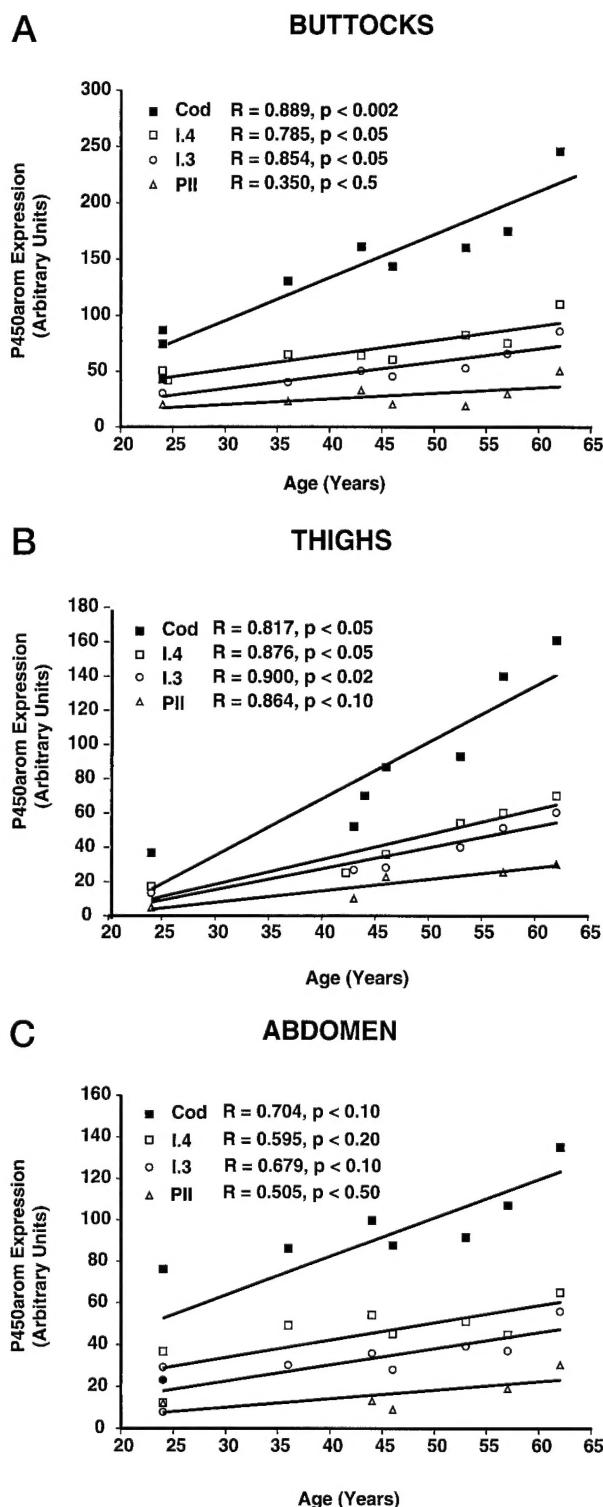 A
BUTTOCKS
P450arom Expression
(Arbitrary Units)
300
250
200
150
100
50
0
Cod R = 0.889, p < 0.002
I.4 R = 0.785, p < 0.05
I.3 R = 0.854, p < 0.05
PII R = 0.350, p < 0.5
20 25 30 35 40 45 50 55 60 65
Age (Years)
B
THIGHS
P450arom Expression
(Arbitrary Units)
180
160
140
120
100
80
60
40
20
0
Cod R = 0.817, p < 0.05
I.4 R = 0.876, p < 0.05
I.3 R = 0.900, p < 0.02
PII R = 0.864, p < 0.10
20 25 30 35 40 45 50 55 60 65
Age (Years)
C
ABDOMEN
P450arom Expression
(Arbitrary Units)
160
140
120
100
80
60
40
20
0
Cod R = 0.704, p < 0.10
I.4 R = 0.595, p < 0.20
I.3 R = 0.679, p < 0.10
PII R = 0.505, p < 0.50
20 25 30 35 40 45 50 55 60 65
Age (Years)